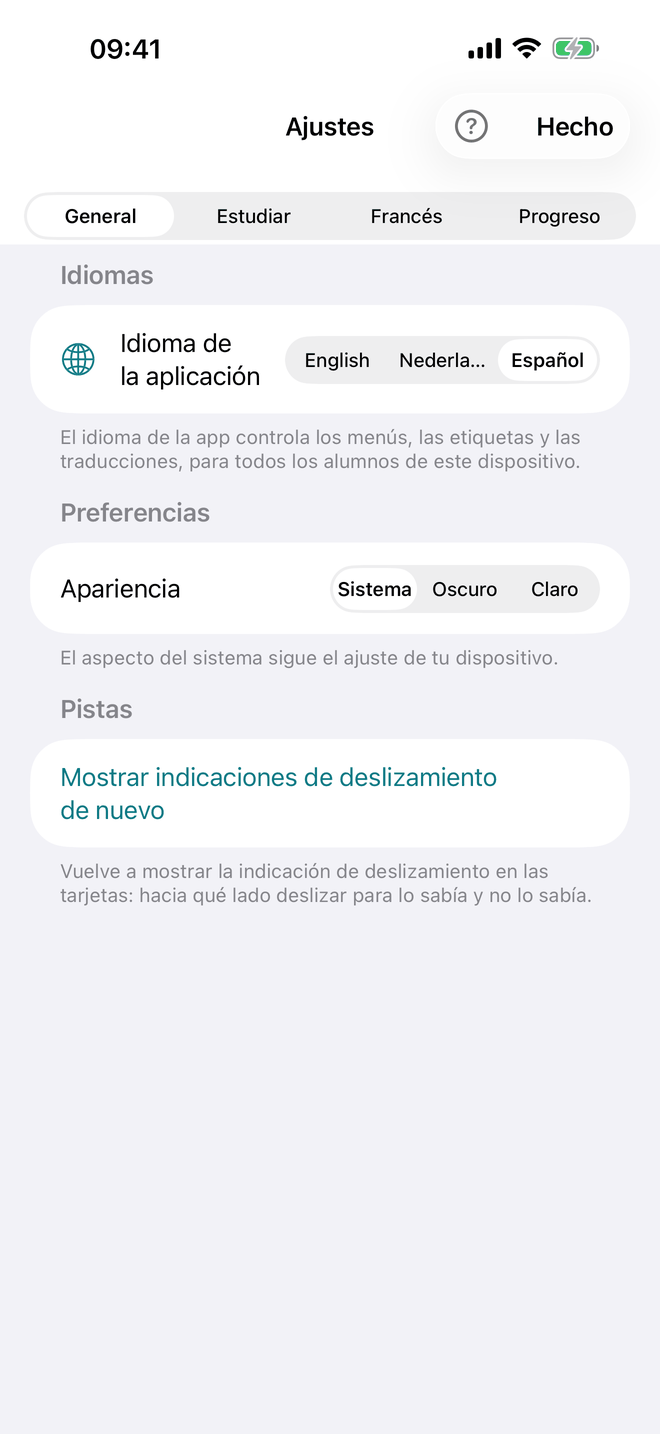 09:41
Ajustes
? Hecho
General Estudiar Francés Progreso
Idiomas
Idioma de
la aplicación
English Nederla... Español
El idioma de la app controla los menús, las etiquetas y las
traducciones, para todos los alumnos de este dispositivo.
Preferencias
Apariencia Sistema Oscuro Claro
El aspecto del sistema sigue el ajuste de tu dispositivo.
Pistas
Mostrar indicaciones de deslizamiento
de nuevo
Vuelve a mostrar la indicación de deslizamiento en las
tarjetas: hacia qué lado deslizar para lo sabía y no lo sabía.